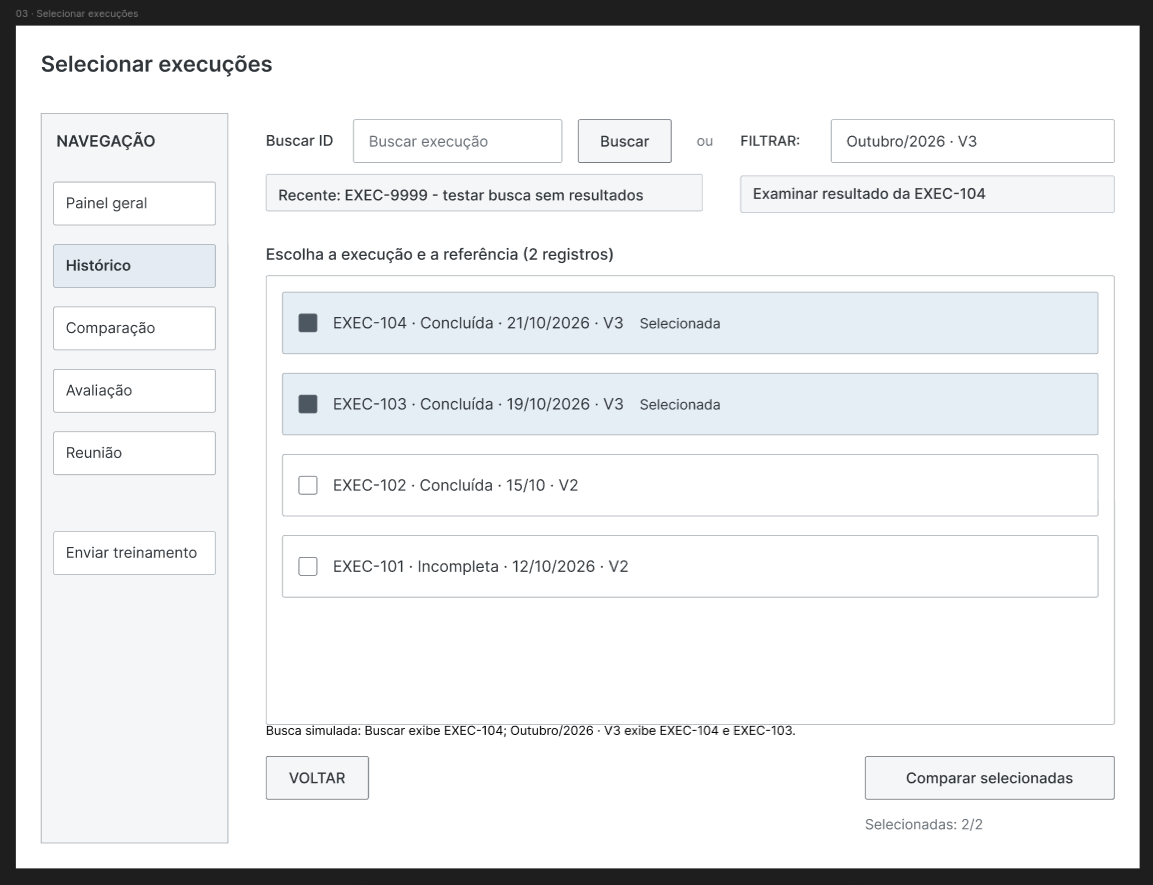 03 · Selecionar execuções
Selecionar execuções
NAVEGAÇÃO
Painel geral
Histórico
Comparação
Avaliação
Reunião
Enviar treinamento
Buscar ID
Buscar execução
Buscar
ou
FILTRAR:
Outubro/2026 · V3
Recente: EXEC-9999 - testar busca sem resultados
Examinar resultado da EXEC-104
Escolha a execução e a referência (2 registros)
EXEC-104 · Concluída · 21/10/2026 · V3 Selecionada
EXEC-103 · Concluída · 19/10/2026 · V3 Selecionada
EXEC-102 · Concluída · 15/10 · V2
EXEC-101 · Incompleta · 12/10/2026 · V2
Busca simulada: Buscar exibe EXEC-104; Outubro/2026 · V3 exibe EXEC-104 e EXEC-103.
VOLTAR
Comparar selecionadas
Selecionadas: 2/2